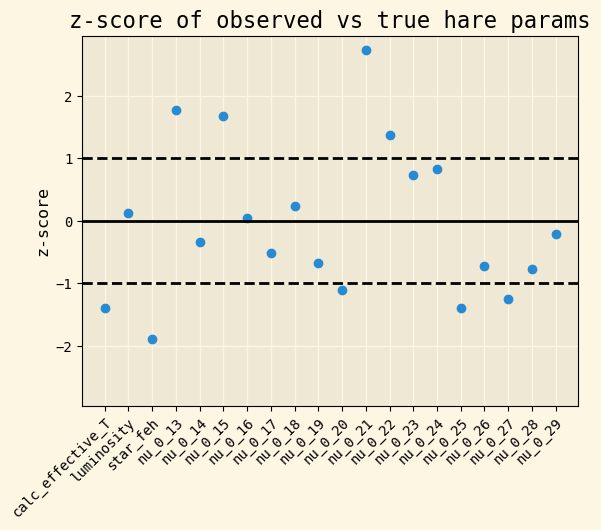 z-score of observed vs true hare params
z-score
2
1
0
−1
−2
calc_effective_T
luminosity
star_feh
nu_0_13
nu_0_14
nu_0_15
nu_0_16
nu_0_17
nu_0_18
nu_0_19
nu_0_20
nu_0_21
nu_0_22
nu_0_23
nu_0_24
nu_0_25
nu_0_26
nu_0_27
nu_0_28
nu_0_29